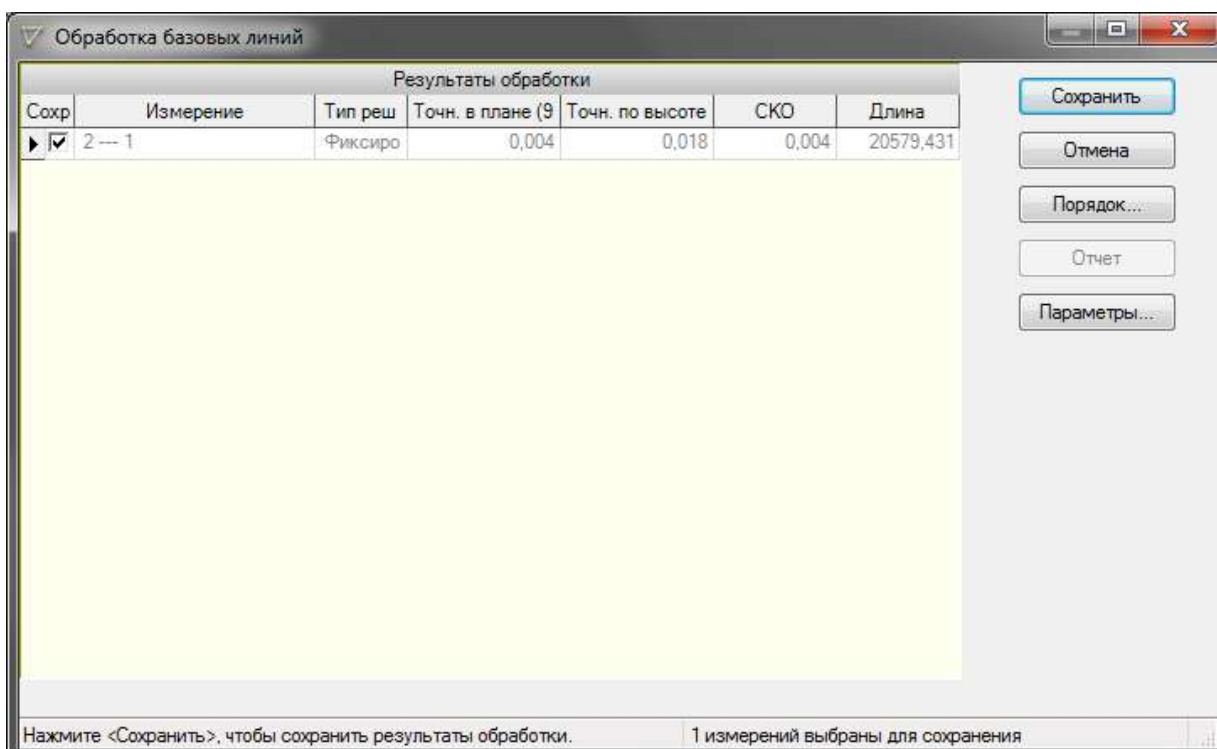 Обработка базовых линий
Результаты обработки
Сохр Измерение Тип реш Точн. в плане (9 Точн. по высоте СКО Длина
2 --- 1 Фиксиро 0,004 0,018 0,004 20579,431
Сохранить
Отмена
Порядок...
Отчет
Параметры...
Нажмите <Сохранить>, чтобы сохранить результаты обработки. 1 измерений выбраны для сохранения